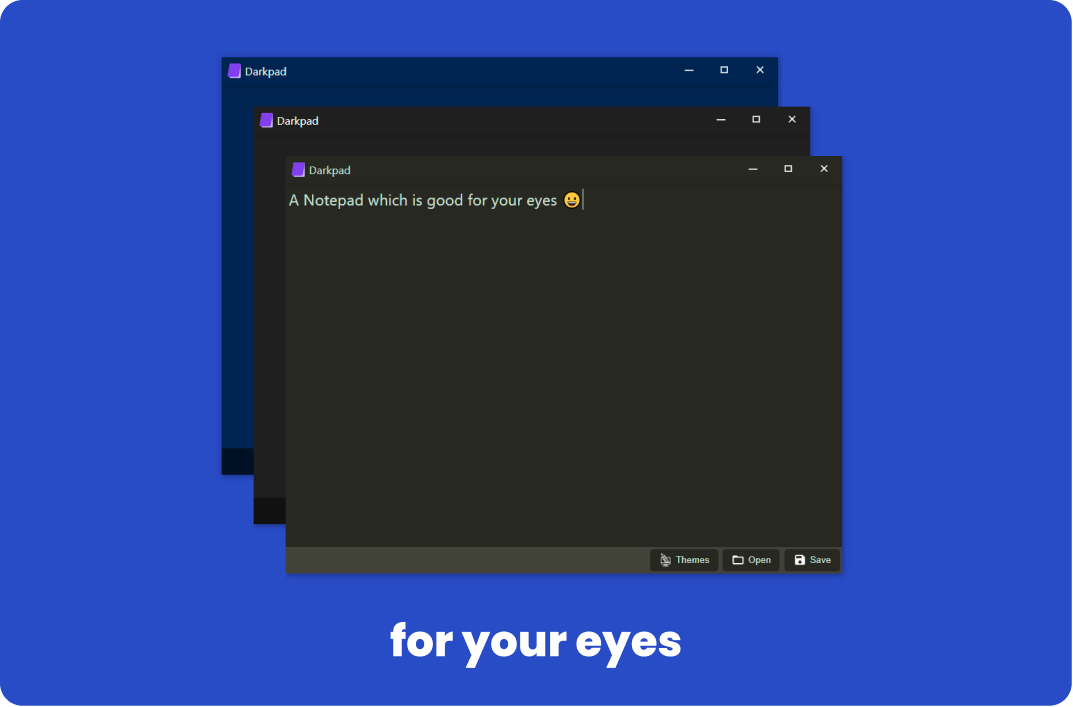 Darkpad
Darkpad
Darkpad
A Notepad which is good for your eyes 😃
Themes
Open
Save
for your eyes